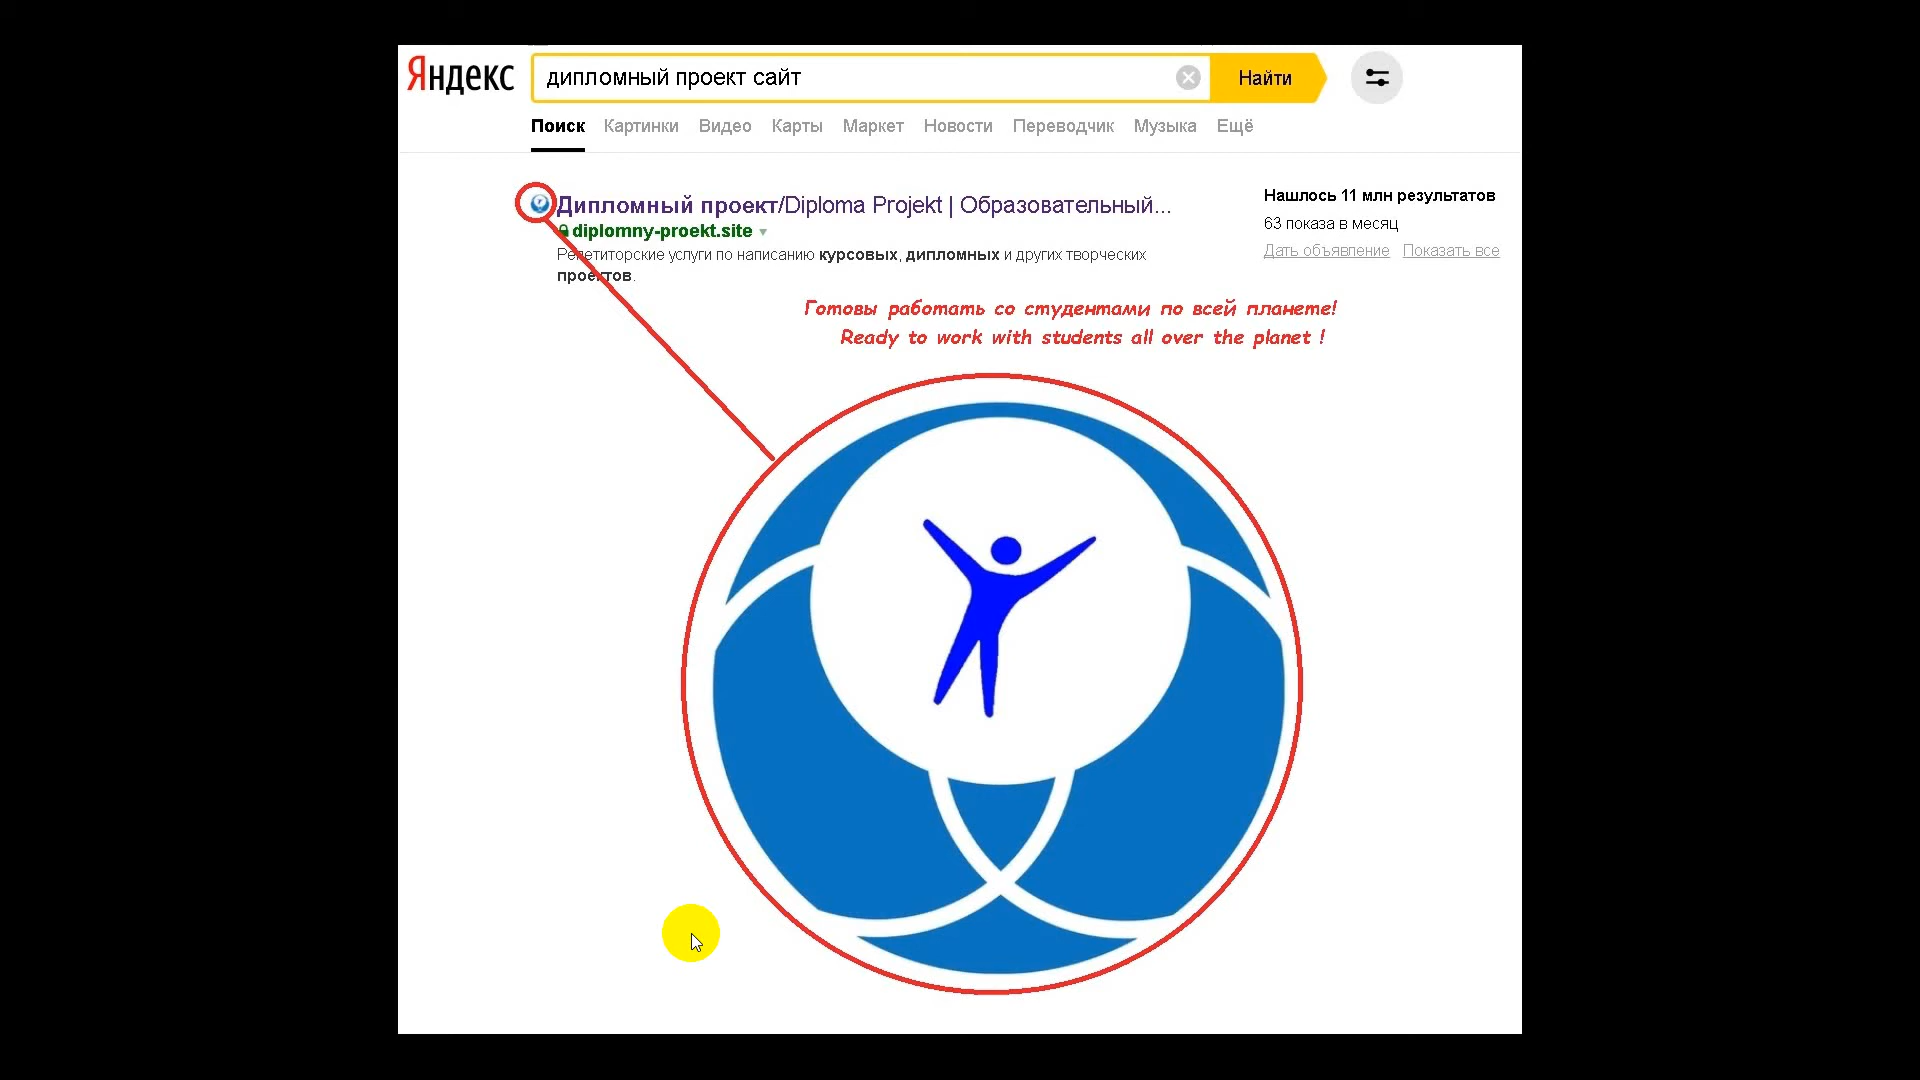 Яндекс
дипломный проект сайт
Найти
Поиск Картинки Видео Карты Маркет Новости Переводчик Музыка Ещё
Дипломный проект/Diploma Projekt | Образовательный...
diplomny-proekt.site
Репетиторские услуги по написанию курсовых, дипломных и других творческих
проектов.
Нашлось 11 млн результатов
63 показа в месяц
Дать объявление Показать все
Готовы работать со студентами по всей планете!
Ready to work with students all over the planet !